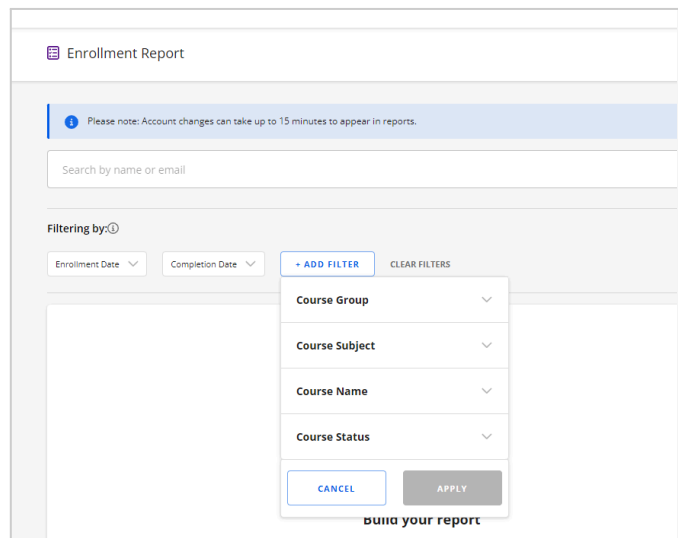 Enrollment Report
Please note: Account changes can take up to 15 minutes to appear in reports.
Search by name or email
Filtering by:
Enrollment Date
Completion Date
+ ADD FILTER
CLEAR FILTERS
Course Group
Course Subject
Course Name
Course Status
CANCEL
APPLY
Build your report